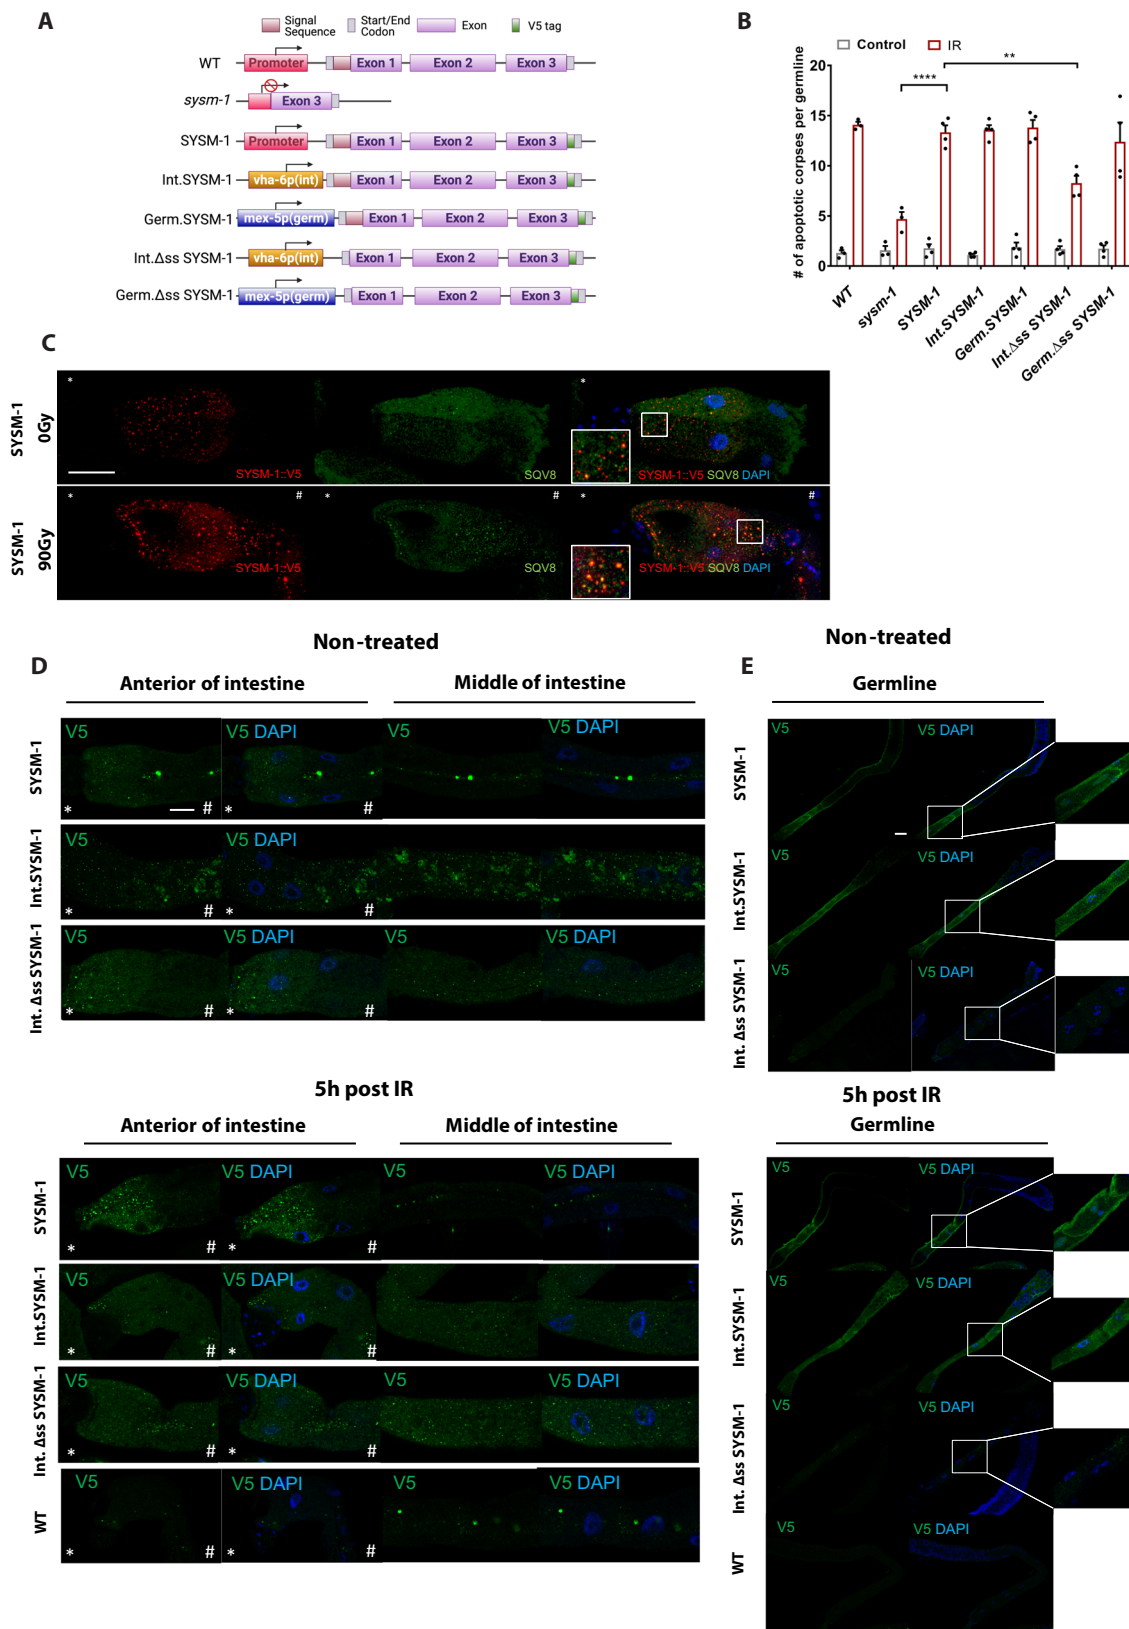 A
Signal Sequence
Start/End Codon
Exon
V5 tag
WT
Promoter
Exon 1
Exon 2
Exon 3
sysm-1
Exon 3
SYSM-1
Promoter
Exon 1
Exon 2
Exon 3
Int.SYSM-1
vha-6p(int)
Exon 1
Exon 2
Exon 3
Germ.SYSM-1
mex-5p(germ)
Exon 1
Exon 2
Exon 3
Int.Δss SYSM-1
vha-6p(int)
Exon 1
Exon 2
Exon 3
Germ.Δss SYSM-1
mex-5p(germ)
Exon 1
Exon 2
Exon 3
B
Control
IR
# of apoptotic corpses per germline
20
15
10
5
0
****
**
WT
sysm-1
SYSM-1
Int.SYSM-1
Germ.SYSM-1
Int.Δss SYSM-1
Germ.Δss SYSM-1
C
SYSM-1
0Gy
*
SYSM-1::V5
SQV8
*
SYSM-1::V5 SQV8 DAPI
SYSM-1
90Gy
* #
SYSM-1::V5
* #
SQV8
* #
SYSM-1::V5 SQV8 DAPI
D
Non-treated
Anterior of intestine
Middle of intestine
SYSM-1
V5
* #
V5 DAPI
* #
V5
V5 DAPI
Int.SYSM-1
V5
* #
V5 DAPI
* #
V5
V5 DAPI
Int. Δss SYSM-1
V5
* #
V5 DAPI
* #
V5
V5 DAPI
5h post IR
Anterior of intestine
Middle of intestine
SYSM-1
V5
* #
V5 DAPI
* #
V5
V5 DAPI
Int.SYSM-1
V5
* #
V5 DAPI
* #
V5
V5 DAPI
Int. Δss SYSM-1
V5
* #
V5 DAPI
* #
V5
V5 DAPI
WT
V5
* #
V5 DAPI
* #
V5
V5 DAPI
E
Non-treated
Germline
SYSM-1
V5
V5 DAPI
Int.SYSM-1
V5
V5 DAPI
Int. Δss SYSM-1
V5
V5 DAPI
5h post IR
Germline
SYSM-1
V5
V5 DAPI
Int.SYSM-1
V5
V5 DAPI
Int. Δss SYSM-1
V5
V5 DAPI
WT
V5
V5 DAPI